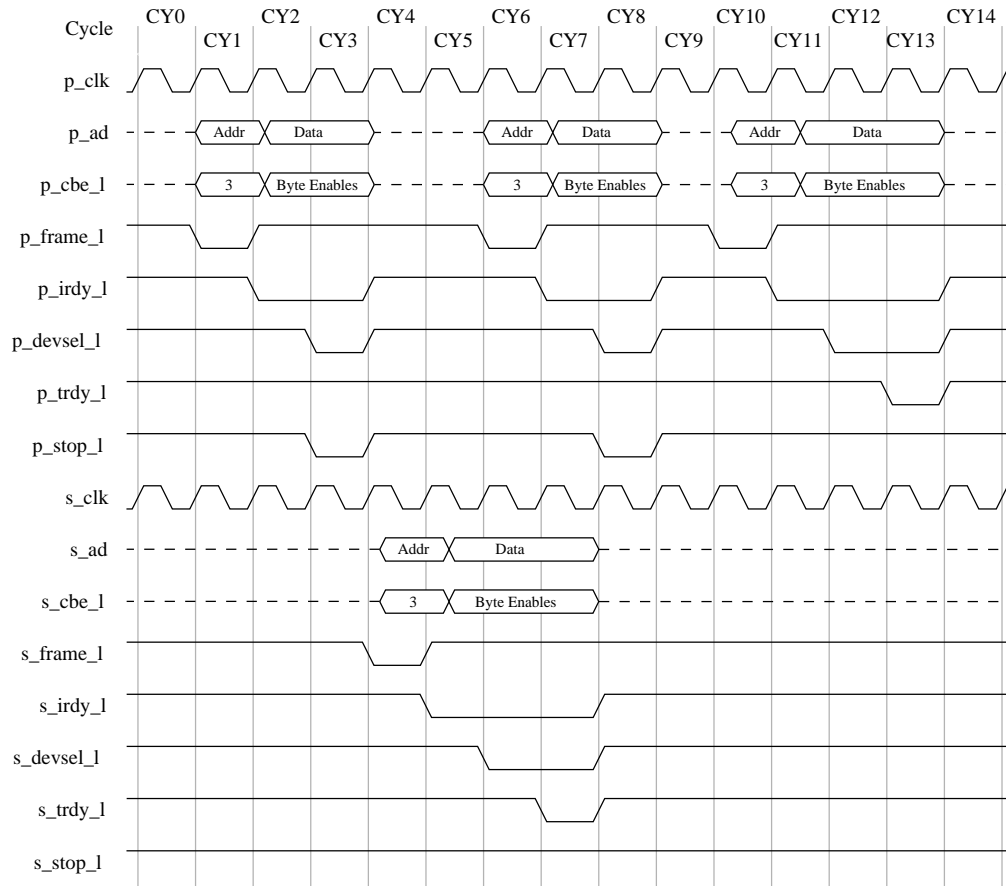 CY0 CY2 CY4 CY6 CY8 CY10 CY12 CY14
Cycle
CY1 CY3 CY5 CY7 CY9 CY11 CY13
p_clk
p_ad Addr Data Addr Data Addr Data
p_cbe_l 3 Byte Enables 3 Byte Enables 3 Byte Enables
p_frame_l
p_irdy_l
p_devsel_l
p_trdy_l
p_stop_l
s_clk
s_ad Addr Data
s_cbe_l 3 Byte Enables
s_frame_l
s_irdy_l
s_devsel_l
s_trdy_l
s_stop_l